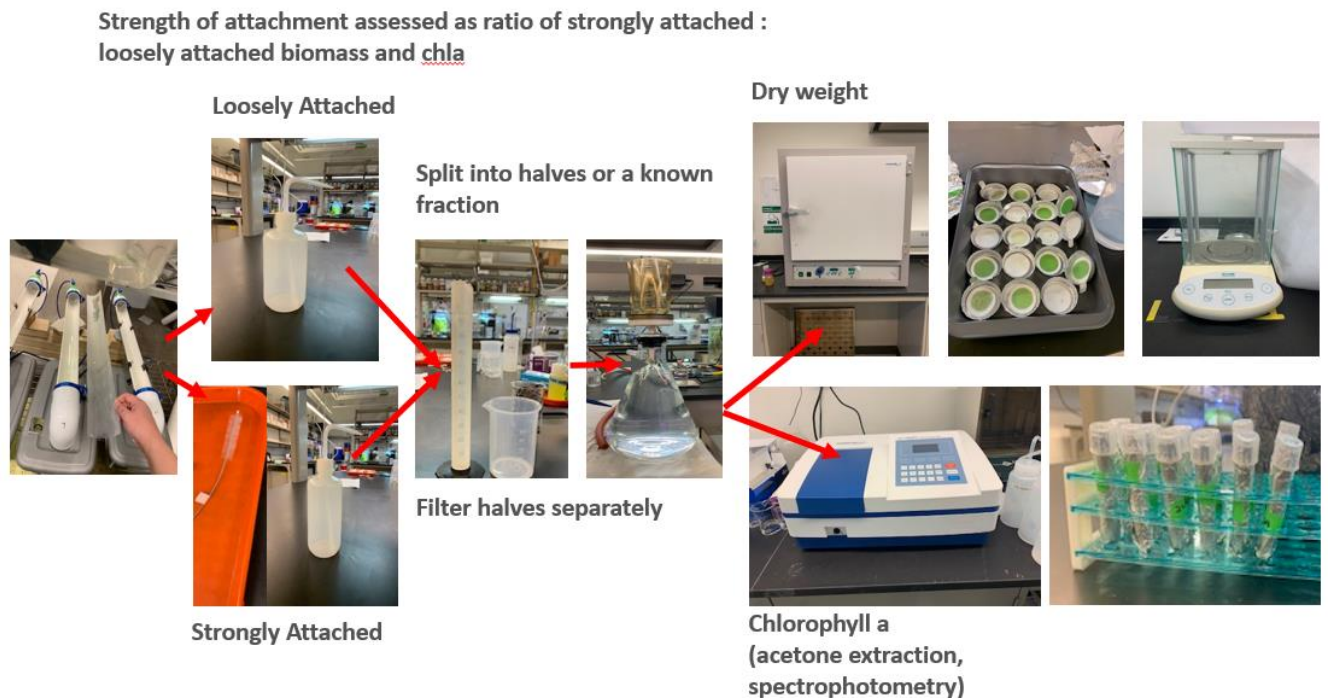 Strength of attachment assessed as ratio of strongly attached :
loosely attached biomass and chla
Loosely Attached
Dry weight
Split into halves or a known
fraction
Filter halves separately
Strongly Attached
Chlorophyll a
(acetone extraction,
spectrophotometry)